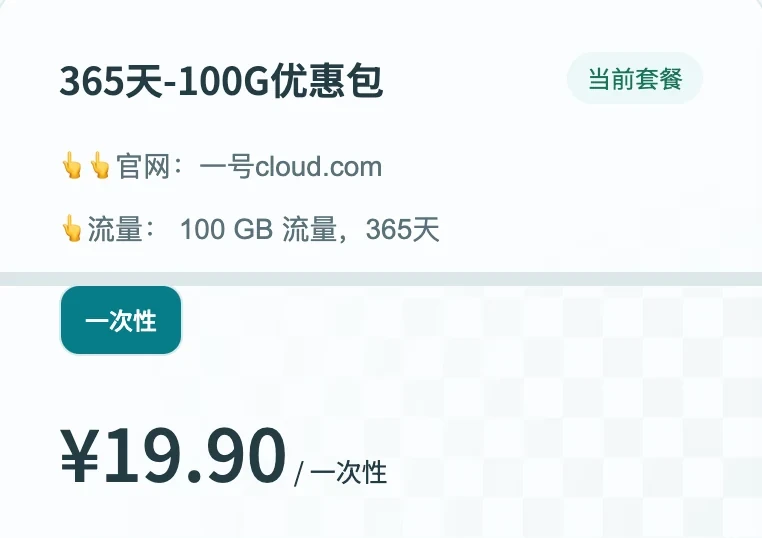 365天-100G优惠包
当前套餐
👆👆官网：一号cloud.com
👆流量： 100 GB 流量，365天
一次性
¥19.90 / 一次性